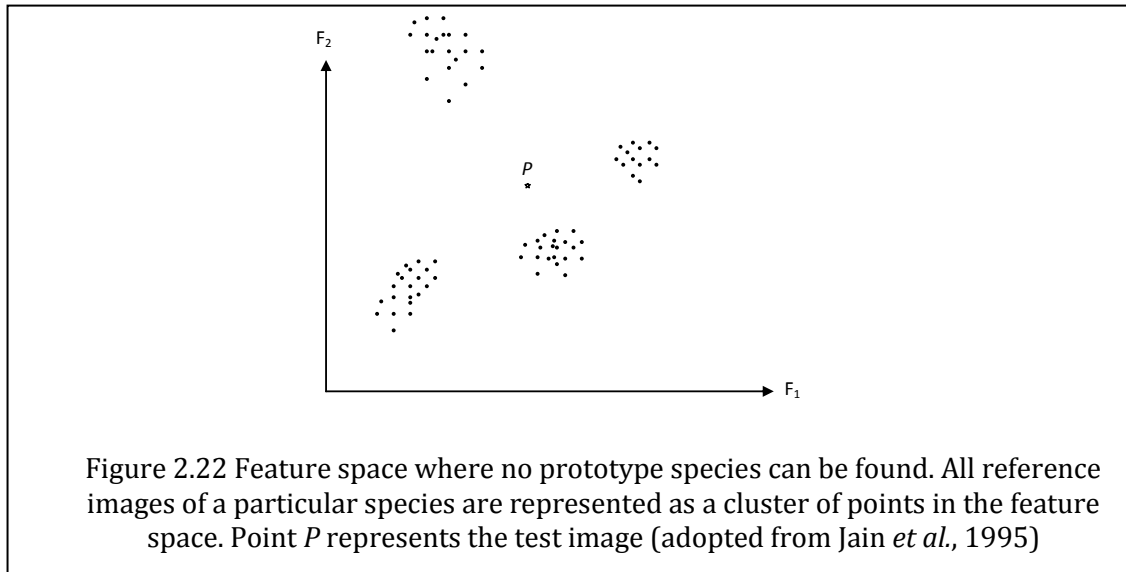 F₂
P
F₁
Figure 2.22 Feature space where no prototype species can be found. All reference
images of a particular species are represented as a cluster of points in the feature
space. Point P represents the test image (adopted from Jain et al., 1995)